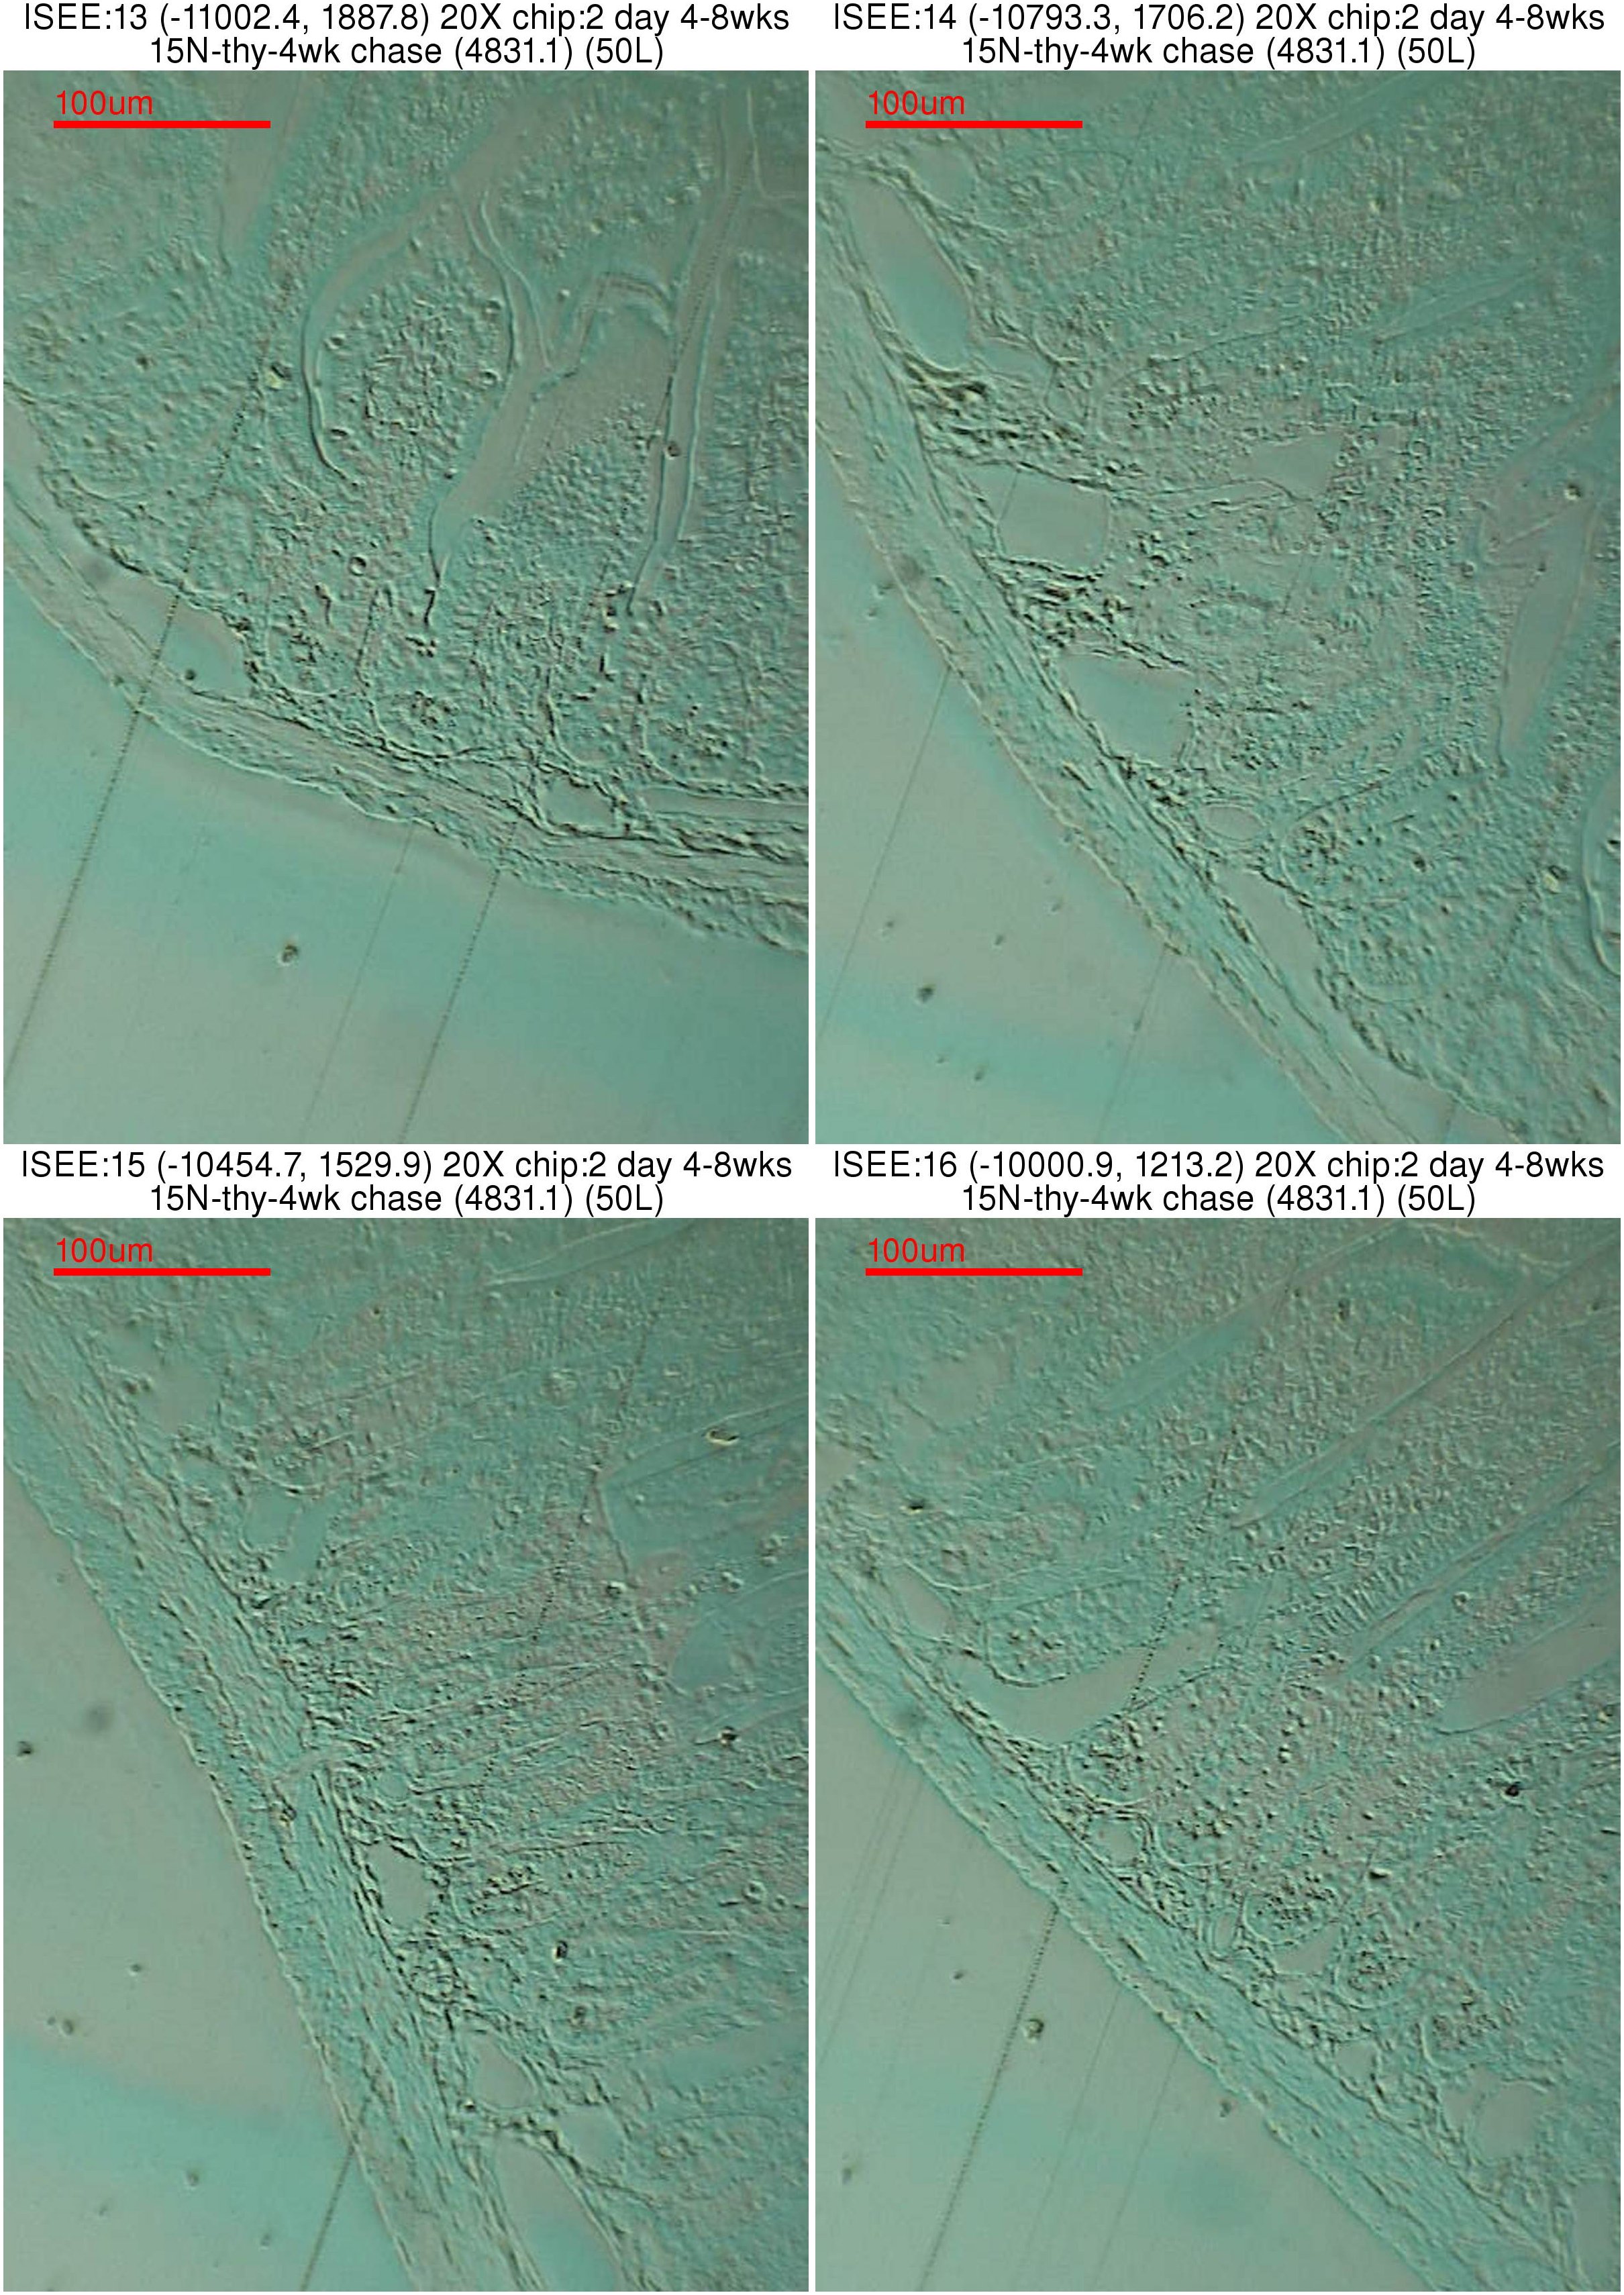 ISEE:13 (-11002.4, 1887.8) 20X chip:2 day 4-8wks
15N-thy-4wk chase (4831.1) (50L)
100um
ISEE:14 (-10793.3, 1706.2) 20X chip:2 day 4-8wks
15N-thy-4wk chase (4831.1) (50L)
100um
ISEE:15 (-10454.7, 1529.9) 20X chip:2 day 4-8wks
15N-thy-4wk chase (4831.1) (50L)
100um
ISEE:16 (-10000.9, 1213.2) 20X chip:2 day 4-8wks
15N-thy-4wk chase (4831.1) (50L)
100um